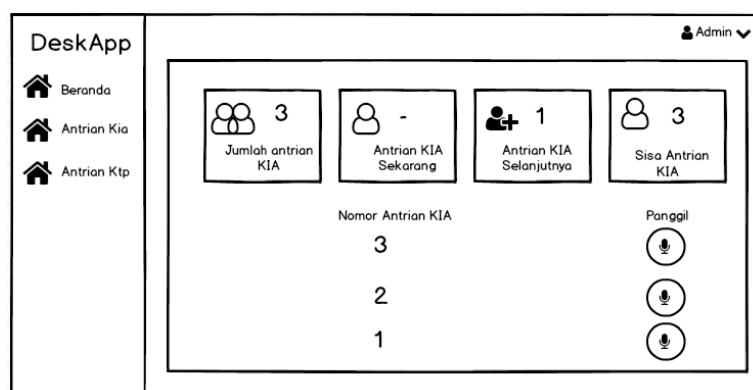 DeskApp
Admin
Beranda
Antrian Kia
Antrian Ktp
3
Jumlah antrian
KIA
-
Antrian KIA
Sekarang
1
Antrian KIA
Selanjutnya
3
Sisa Antrian
KIA
Nomor Antrian KIA Panggil
3
2
1